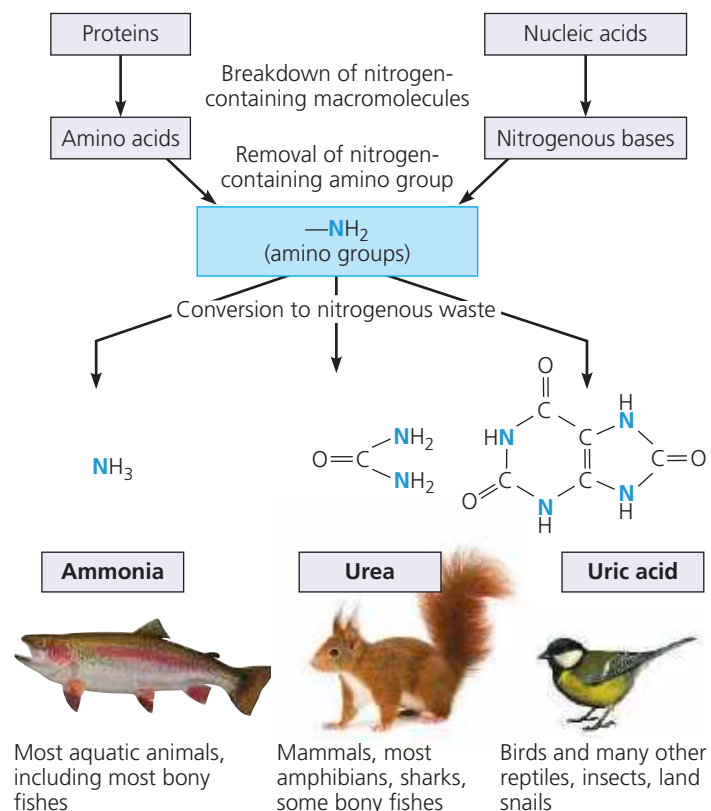 Proteins
Nucleic acids
Breakdown of nitrogen-
containing macromolecules
Amino acids
Nitrogenous bases
Removal of nitrogen-
containing amino group
—NH₂
(amino groups)
Conversion to nitrogenous waste
NH₃
O=C
NH₂
NH₂
O
C
H
N
HN
C
C=O
O
C
C
N
H
N
H
Ammonia
Urea
Uric acid
Most aquatic animals,
including most bony
fishes
Mammals, most
amphibians, sharks,
some bony fishes
Birds and many other
reptiles, insects, land
snails